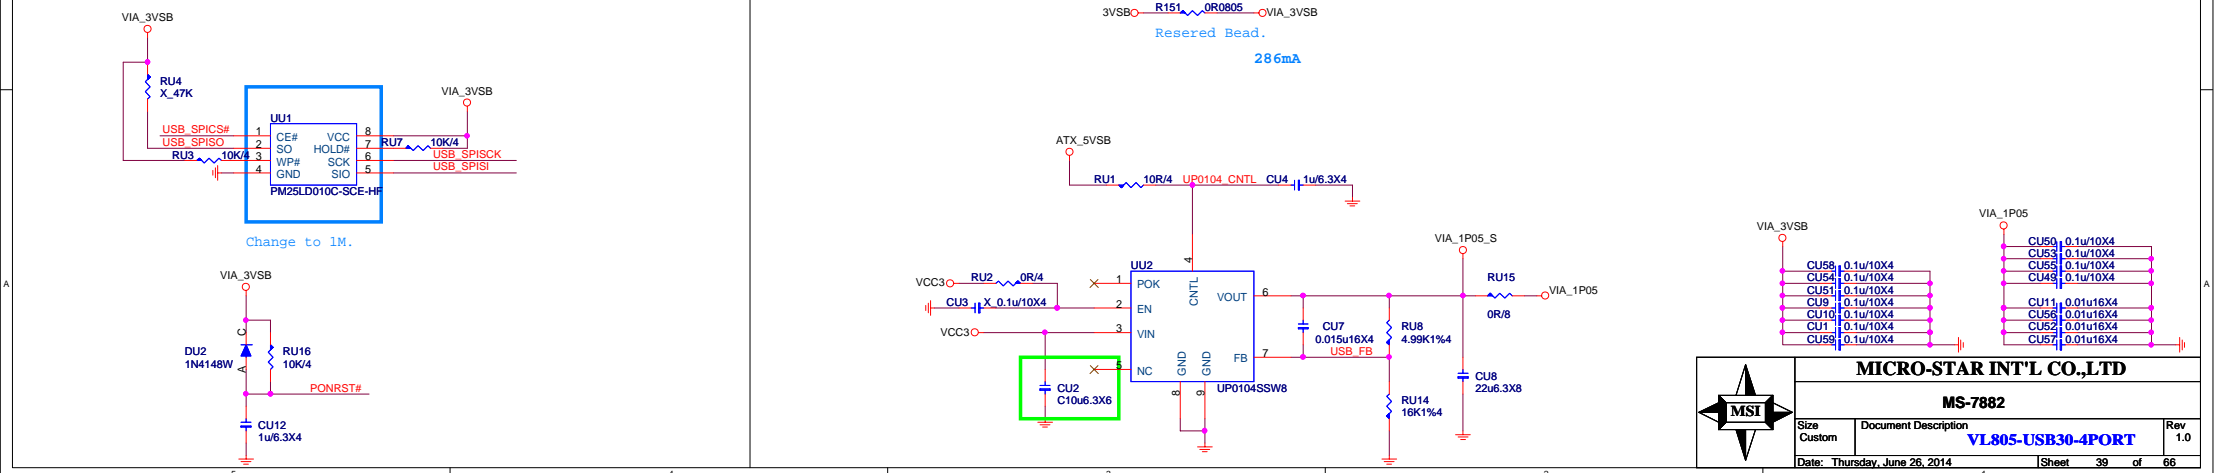 VIA_3VSB
RU4
X_47K
VIA_3VSB
UU1
USB_SPICS#
1
CE#
VCC
8
USB_SPISO
2
SO
HOLD#
7
RU7
10K/4
RU3
10K/4
3
WP#
SCK
6
USB_SPISCK
4
GND
SIO
5
USB_SPISI
PM25LD010C-SCE-HF
Change to 1M.
VIA_3VSB
C
DU2
1N4148W
A
RU16
10K/4
PONRST#
CU12
1u/6.3X4
3VSB
R151
0R0805
VIA_3VSB
Resered Bead.
286mA
ATX_5VSB
RU1
10R/4
UP0104_CNTL
CU4
1u/6.3X4
UU2
4
CNTL
VCC3
RU2
0R/4
1
POK
CU3
X_0.1u/10X4
2
EN
VCC3
3
VIN
5
NC
CU2
C10u6.3X6
GND
GND
8
9
UP0104SSW8
VOUT
6
FB
7
CU7
0.015u16X4
USB_FB
RU8
4.99K1%4
RU14
16K1%4
VIA_1P05_S
RU15
0R/8
VIA_1P05
CU8
22u6.3X8
VIA_3VSB
CU58 0.1u/10X4
CU54 0.1u/10X4
CU51 0.1u/10X4
CU9 0.1u/10X4
CU10 0.1u/10X4
CU1 0.1u/10X4
CU59 0.1u/10X4
VIA_1P05
CU50 0.1u/10X4
CU53 0.1u/10X4
CU55 0.1u/10X4
CU49 0.1u/10X4
CU11 0.01u16X4
CU56 0.01u16X4
CU52 0.01u16X4
CU57 0.01u16X4
A
A
MSI
MICRO-STAR INT'L CO.,LTD
MS-7882
Size
Custom
Document Description
VL805-USB30-4PORT
Rev
1.0
Date: Thursday, June 26, 2014
Sheet 39 of 66